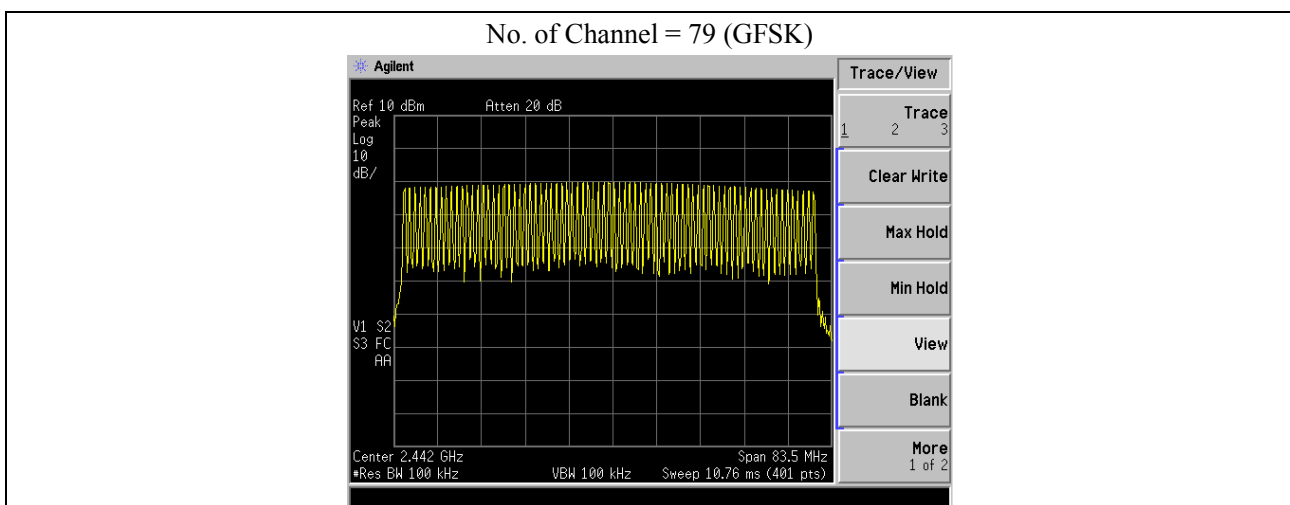 No. of Channel = 79 (GFSK)
Agilent
Trace/View
Ref 10 dBm Atten 20 dB
Peak
Log
10
dB/
V1 S2
S3 FC
AA
Center 2.442 GHz Span 83.5 MHz
#Res BW 100 kHz VBW 100 kHz Sweep 10.76 ms (401 pts)
Trace
1 2 3
Clear Write
Max Hold
Min Hold
View
Blank
More
1 of 2